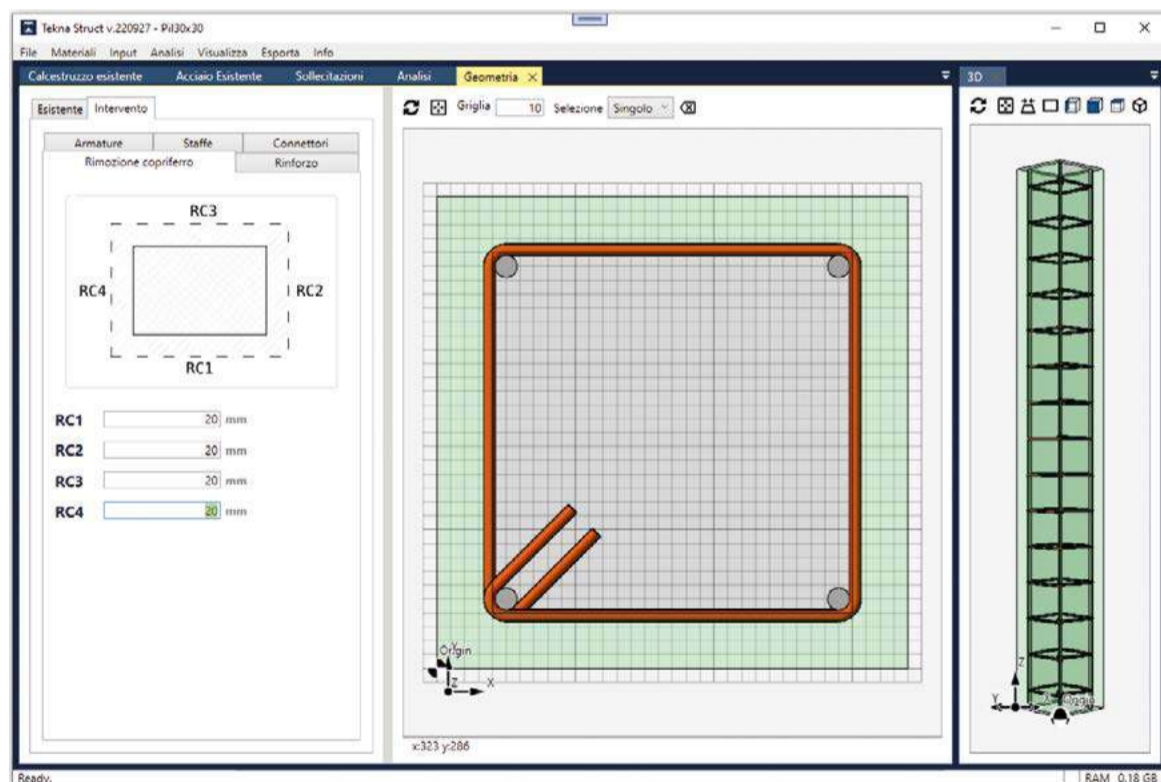 Tekna Struct v.220927 - Pil30x30
File Materiali Input Analisi Visualizza Esporta Info
Calcestruzzo esistente Acciaio Esistente Sollecitazioni Analisi Geometria 3D
Esistente Intervento
Griglia 10 Selezione Singolo
Armature Staffe Connettori
Rimozione copriferro Rinforzo
RC3
RC4 RC2
RC1
RC1 20 mm
RC2 20 mm
RC3 20 mm
RC4 20 mm
Y
Origin
Z X
Z
Y X Origin
x:323 y:286
Ready. RAM 0.18 GB